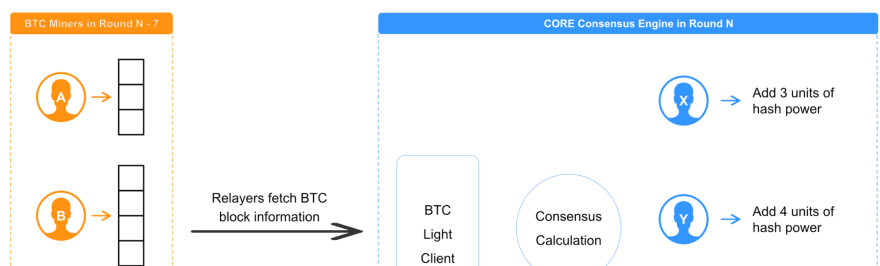 BTC Miners in Round N - 7
CORE Consensus Engine in Round N
A
X
Add 3 units of
hash power
B
Relayers fetch BTC
block information
BTC
Light
Client
Consensus
Calculation
Y
Add 4 units of
hash power